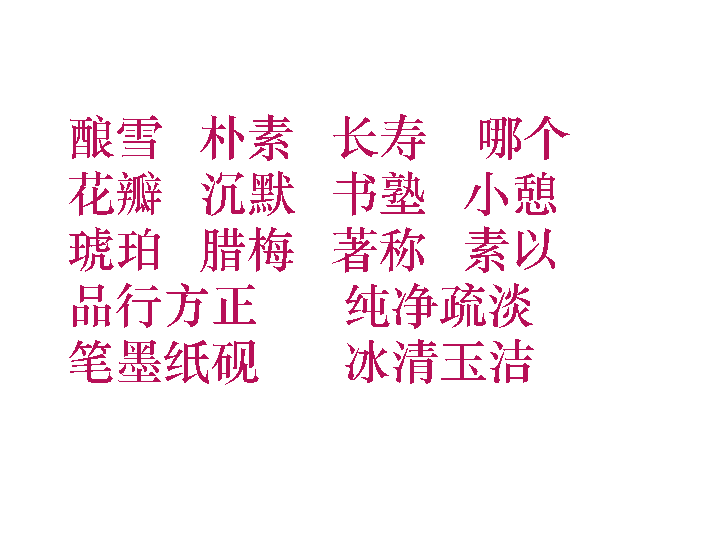 酿雪 朴素 长寿 哪个
花瓣 沉默 书塾 小憩
琥珀 腊梅 著称 素以
品行方正 纯净疏淡
笔墨纸砚 冰清玉洁